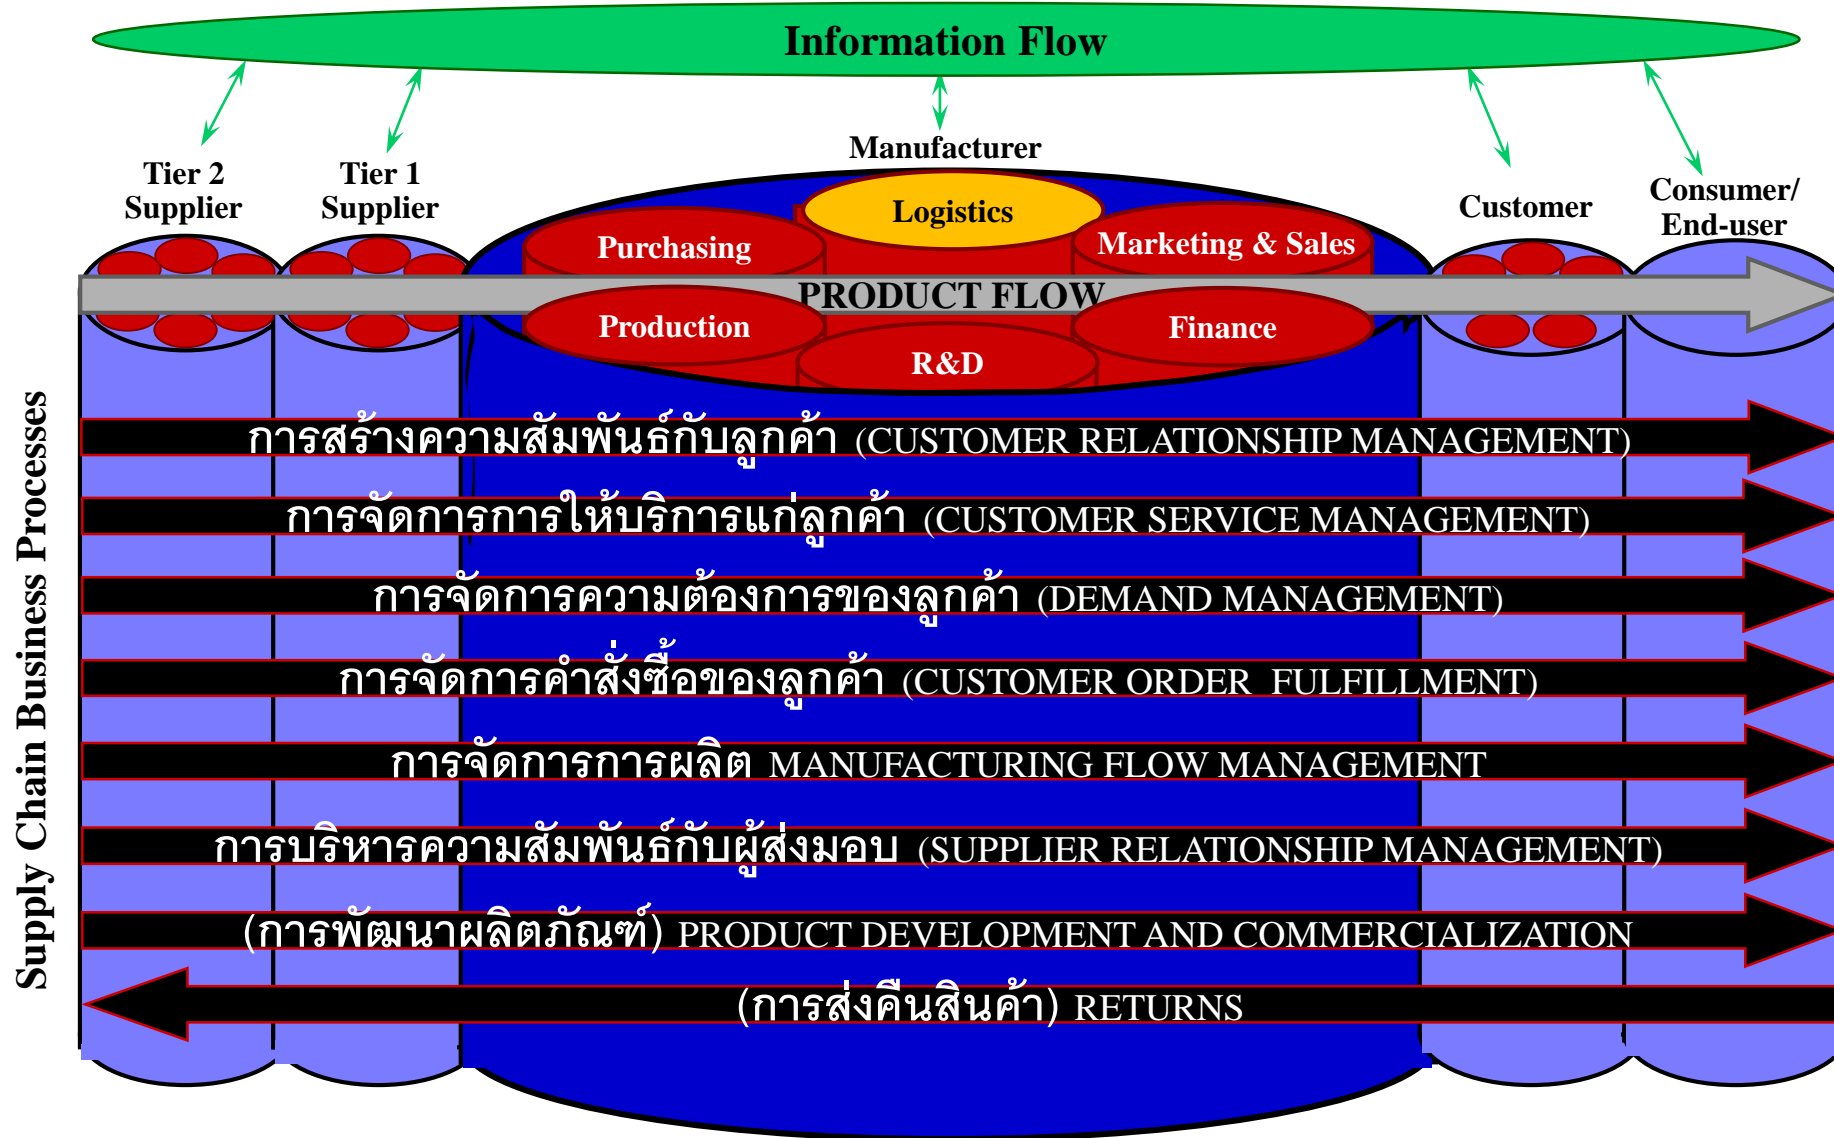 Information Flow
Manufacturer
Tier 2
Supplier
Tier 1
Supplier
Customer
Consumer/
End-user
Logistics
Purchasing
Marketing & Sales
PRODUCT FLOW
Production
Finance
R&D
Supply Chain Business Processes
การสร้างความสัมพันธ์กับลูกค้า (CUSTOMER RELATIONSHIP MANAGEMENT)
การจัดการการให้บริการแก่ลูกค้า (CUSTOMER SERVICE MANAGEMENT)
การจัดการความต้องการของลูกค้า (DEMAND MANAGEMENT)
การจัดการคำสั่งซื้อของลูกค้า (CUSTOMER ORDER FULFILLMENT)
การจัดการการผลิต MANUFACTURING FLOW MANAGEMENT
การบริหารความสัมพันธ์กับผู้ส่งมอบ (SUPPLIER RELATIONSHIP MANAGEMENT)
(การพัฒนาผลิตภัณฑ์) PRODUCT DEVELOPMENT AND COMMERCIALIZATION
(การส่งคืนสินค้า) RETURNS